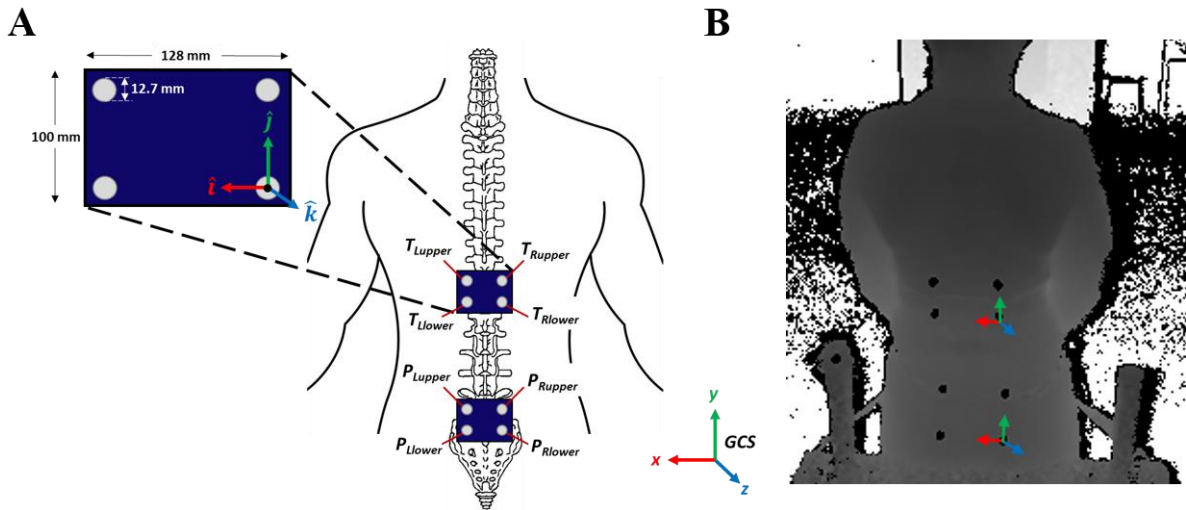 A
B
128 mm
12.7 mm
100 mm
ĵ
î
k̂
T_Lupper
T_Rupper
T_Llower
T_Rlower
P_Lupper
P_Rupper
P_Llower
P_Rlower
y
GCS
x
z